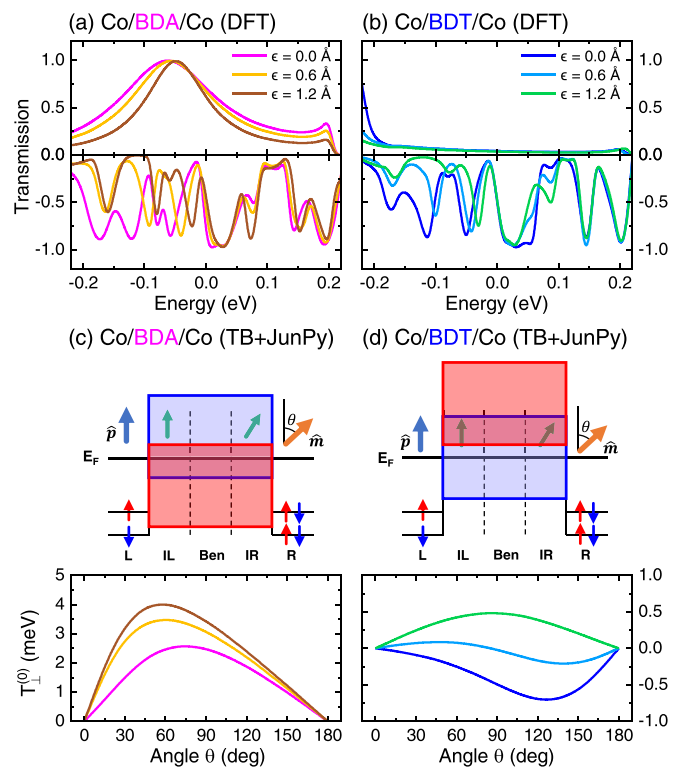 (a) Co/BDA/Co (DFT)
(b) Co/BDT/Co (DFT)
Transmission
1.0
0.5
0.0
-0.5
-1.0
ϵ = 0.0 Å
ϵ = 0.6 Å
ϵ = 1.2 Å
ϵ = 0.0 Å
ϵ = 0.6 Å
ϵ = 1.2 Å
1.0
0.5
0.0
-0.5
-1.0
-0.2 -0.1 0.0 0.1 0.2
-0.2 -0.1 0.0 0.1 0.2
Energy (eV)
Energy (eV)
(c) Co/BDA/Co (TB+JunPy)
(d) Co/BDT/Co (TB+JunPy)
p̂
θ
m̂
E_F
L IL Ben IR R
p̂
θ
m̂
E_F
L IL Ben IR R
T⊥^(0) (meV)
5
4
3
2
1
0
1.0
0.5
0.0
-0.5
-1.0
0 30 60 90 120 150 180
0 30 60 90 120 150 180
Angle θ (deg)
Angle θ (deg)